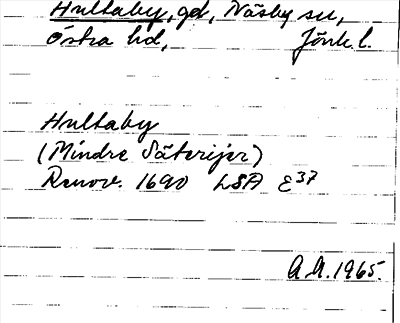 Hultaby, gd, Näsby sn,
Östra hd, Jönk. l.
Hultaby
(Mindre Säterijer)
Renov. 1690 LSA E37
A.A. 1965.